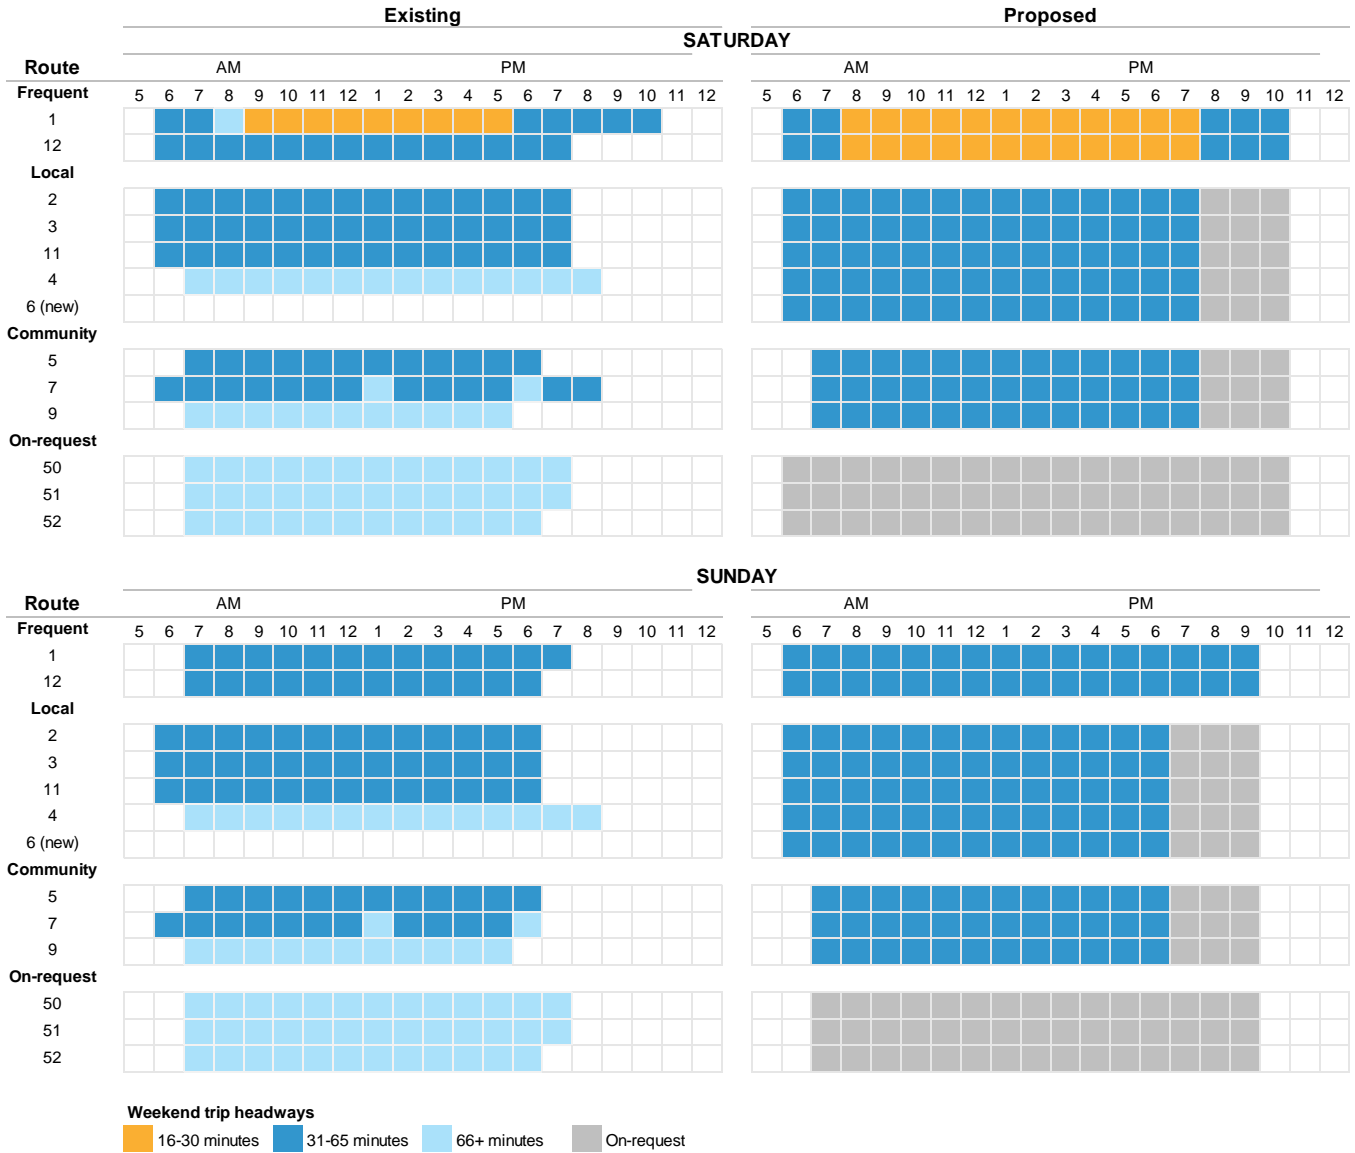 Existing Proposed
SATURDAY
Route AM PM AM PM
Frequent 5 6 7 8 9 10 11 12 1 2 3 4 5 6 7 8 9 10 11 12 5 6 7 8 9 10 11 12 1 2 3 4 5 6 7 8 9 10 11 12
1
12
Local
2
3
11
4
6 (new)
Community
5
7
9
On-request
50
51
52
SUNDAY
Route AM PM AM PM
Frequent 5 6 7 8 9 10 11 12 1 2 3 4 5 6 7 8 9 10 11 12 5 6 7 8 9 10 11 12 1 2 3 4 5 6 7 8 9 10 11 12
1
12
Local
2
3
11
4
6 (new)
Community
5
7
9
On-request
50
51
52
Weekend trip headways
16-30 minutes 31-65 minutes 66+ minutes On-request